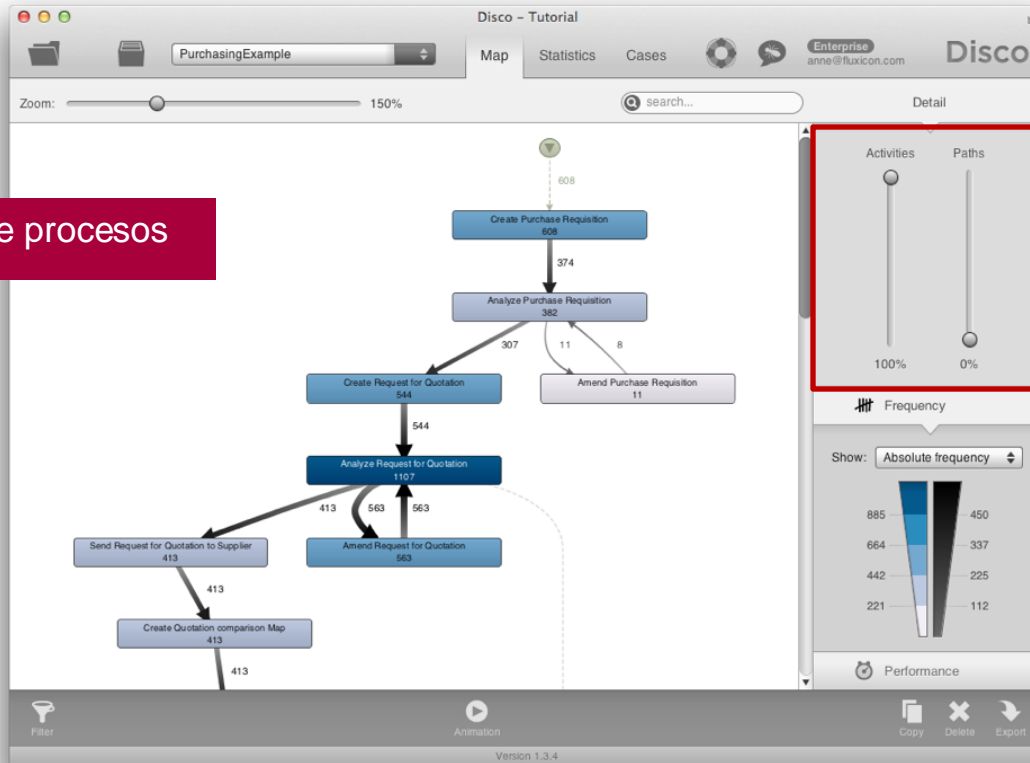 Disco – Tutorial
PurchasingExample
Map
Statistics
Cases
Enterprise
anne@fluxicon.com
Disco
Zoom:
150%
search...
Detail
e procesos
Activities
Paths
100%
0%
608
Create Purchase Requisition
608
374
Analyze Purchase Requisition
382
307
11
8
Create Request for Quotation
544
Amend Purchase Requisition
11
544
Analyze Request for Quotation
1107
413
563
563
Send Request for Quotation to Supplier
413
Amend Request for Quotation
563
413
Create Quotation comparison Map
413
413
Frequency
Show:
Absolute frequency
885
450
664
337
442
225
221
112
Performance
Filter
Animation
Copy
Delete
Export
Version 1.3.4